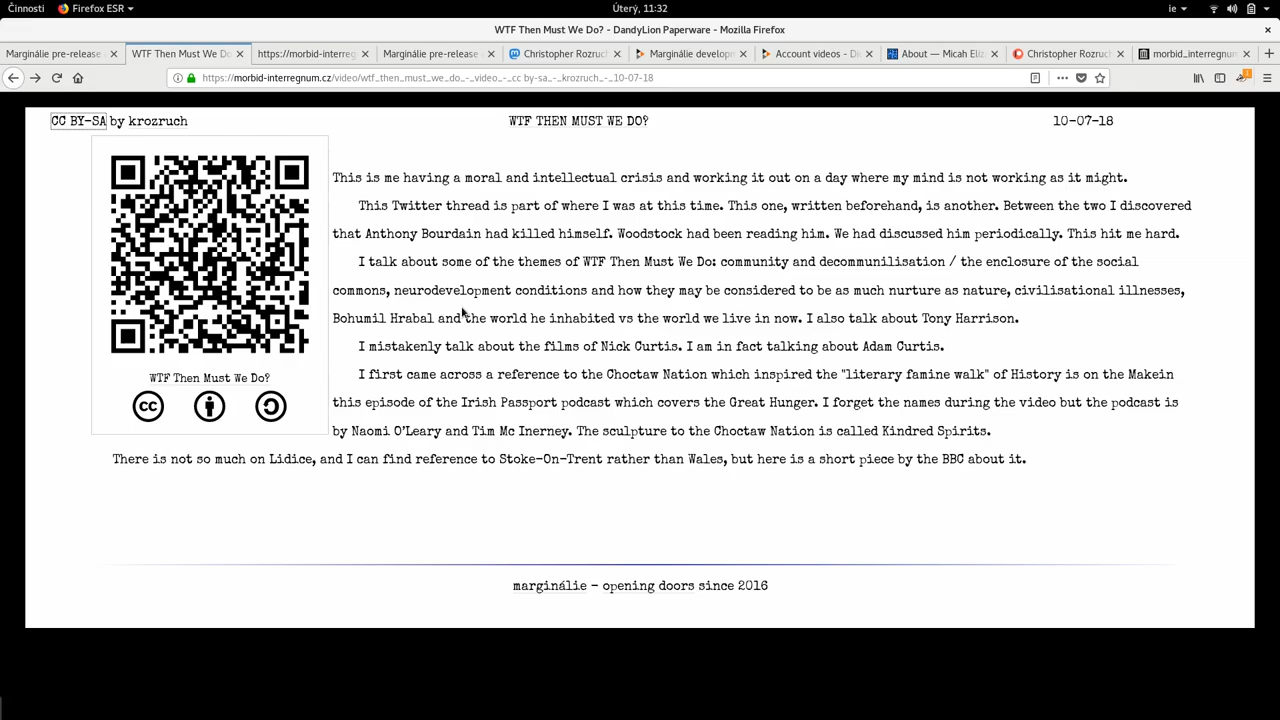 Činnosti Firefox ESR Úterý, 11:32 ie
WTF Then Must We Do? - DandyLion Paperware - Mozilla Firefox
Marginálie pre-release WTF Then Must We Do https://morbid-interreg Marginálie pre-release Christopher Rozruc Marginálie develop Account videos - Di About — Micah El Christopher Rozruc morbid_interregnum
https://morbid-interregnum.cz/video/wtf_then_must_we_do_-_video_-_cc by-sa_-_krozruch_-_10-07-18
CC BY-SA by krozruch WTF THEN MUST WE DO? 10-07-18
This is me having a moral and intellectual crisis and working it out on a day where my mind is not working as it might.
This Twitter thread is part of where I was at this time. This one, written beforehand, is another. Between the two I discovered
that Anthony Bourdain had killed himself. Woodstock had been reading him. We had discussed him periodically. This hit me hard.
I talk about some of the themes of WTF Then Must We Do: community and decommunilisation / the enclosure of the social
commons, neurodevelopment conditions and how they may be considered to be as much nurture as nature, civilisational illnesses,
Bohumil Hrabal and the world he inhabited vs the world we live in now. I also talk about Tony Harrison.
I mistakenly talk about the films of Nick Curtis. I am in fact talking about Adam Curtis.
I first came across a reference to the Choctaw Nation which inspired the "literary famine walk" of History is on the Makein
this episode of the Irish Passport podcast which covers the Great Hunger. I forget the names during the video but the podcast is
by Naomi O'Leary and Tim Mc Inerney. The sculpture to the Choctaw Nation is called Kindred Spirits.
There is not so much on Lidice, and I can find reference to Stoke-On-Trent rather than Wales, but here is a short piece by the BBC about it.
WTF Then Must We Do?
cc
marginálie - opening doors since 2016